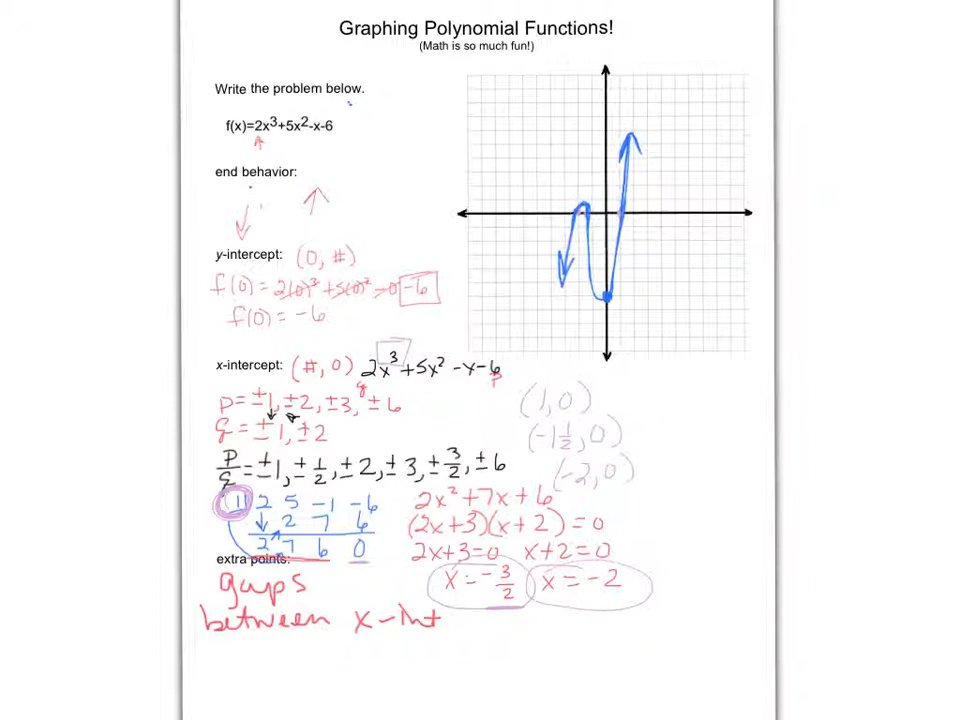 Graphing Polynomial Functions!
(Math is so much fun!)
Write the problem below.
f(x)=2x³+5x²-x-6
end behavior:
y-intercept: (0, #)
f(0) = 2(0)³ +5(0)² -0 -6
f(0) = -6
x-intercept: (#, 0) 2x³ +5x² -x-6
q p
P= ±1, ±2, ±3, ±6
q = ±1, ±2
P/q = ±1, ±1/2, ±2, ±3, ±3/2, ±6
1| 2 5 -1 -6
2 7 6
2 7 6 0
(1,0)
(-1 1/2, 0)
(-2,0)
2x² +7x + 6
(2x+3)(x+2) = 0
2x+3=0 x+2=0
x = -3/2 x = -2
extra points:
gaps
between x-int